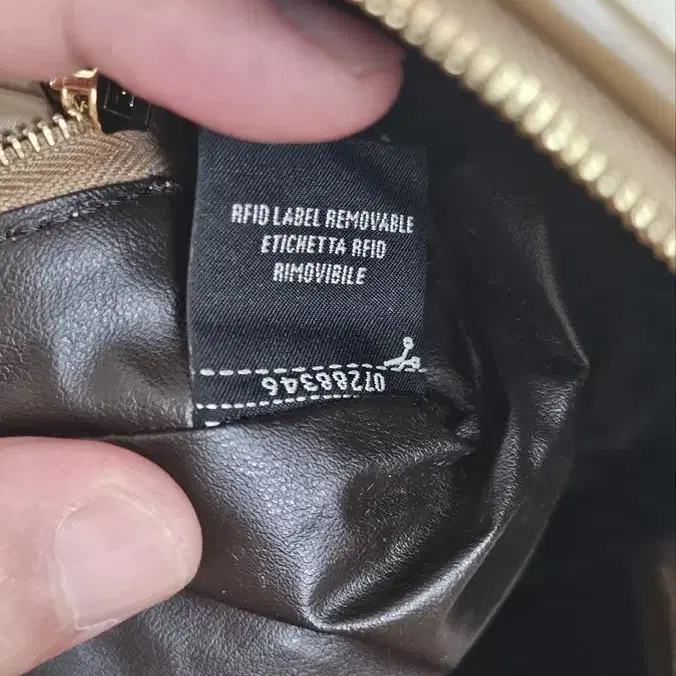 RFID LABEL REMOVABLE
ETICHETTA RFID
RIMOVIBILE
07288346